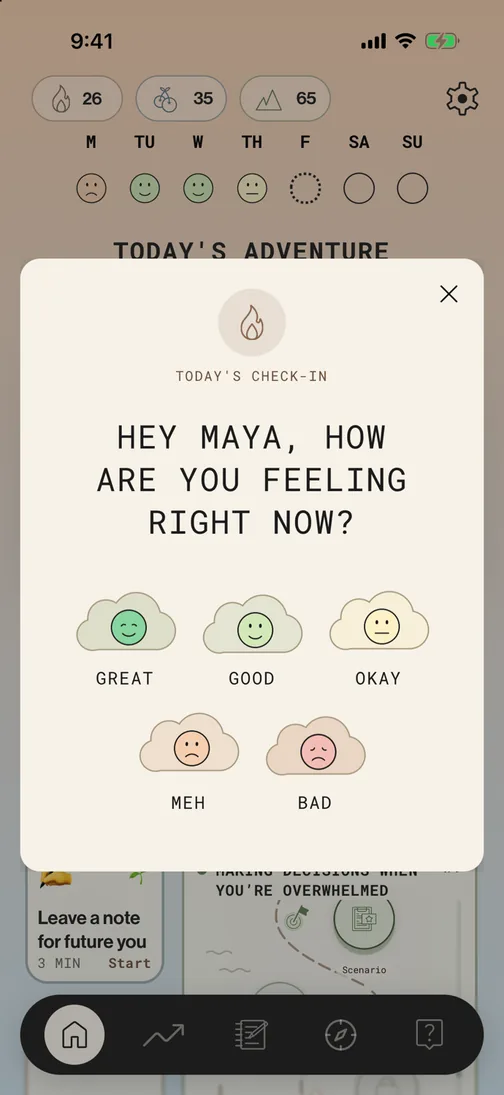 9:41
26 35 65
M TU W TH F SA SU
TODAY'S ADVENTURE
TODAY'S CHECK-IN
HEY MAYA, HOW
ARE YOU FEELING
RIGHT NOW?
GREAT GOOD OKAY
MEH BAD
MAKING DECISIONS WHEN
YOU'RE OVERWHELMED
Leave a note
for future you
3 MIN Start
Scenario
?